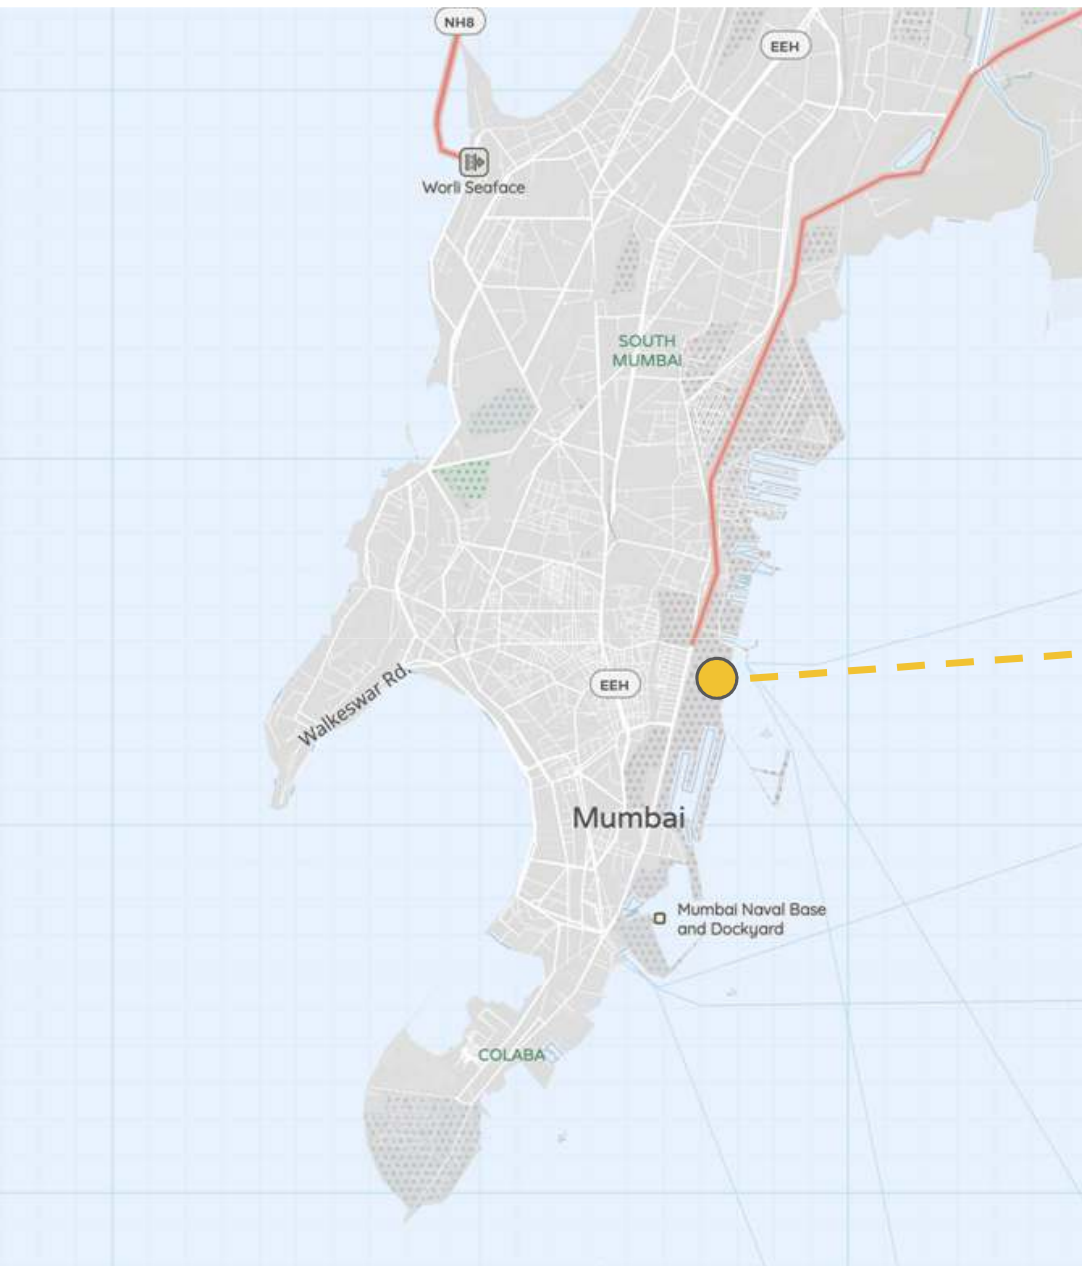 NH8
EEH
Worli Seaface
SOUTH
MUMBAI
Walkeswar Rd.
EEH
Mumbai
Mumbai Naval Base
and Dockyard
COLABA